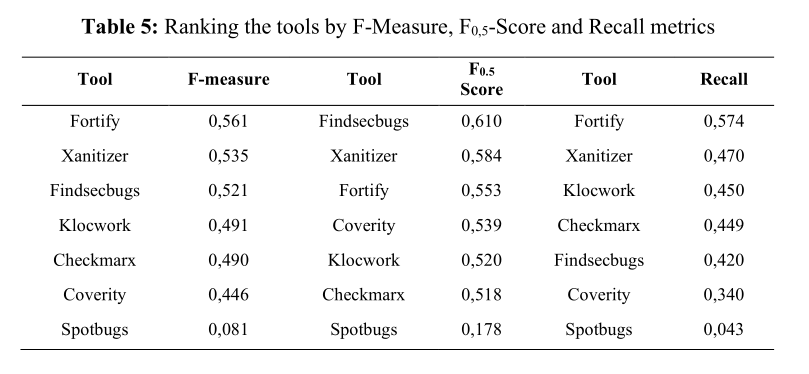 Table 5: Ranking the tools by F-Measure, F0,5-Score and Recall metrics
Tool F-measure Tool F0.5 Score Tool Recall
Fortify 0,561 Findsecbugs 0,610 Fortify 0,574
Xanitizer 0,535 Xanitizer 0,584 Xanitizer 0,470
Findsecbugs 0,521 Fortify 0,553 Klocwork 0,450
Klocwork 0,491 Coverity 0,539 Checkmarx 0,449
Checkmarx 0,490 Klocwork 0,520 Findsecbugs 0,420
Coverity 0,446 Checkmarx 0,518 Coverity 0,340
Spotbugs 0,081 Spotbugs 0,178 Spotbugs 0,043